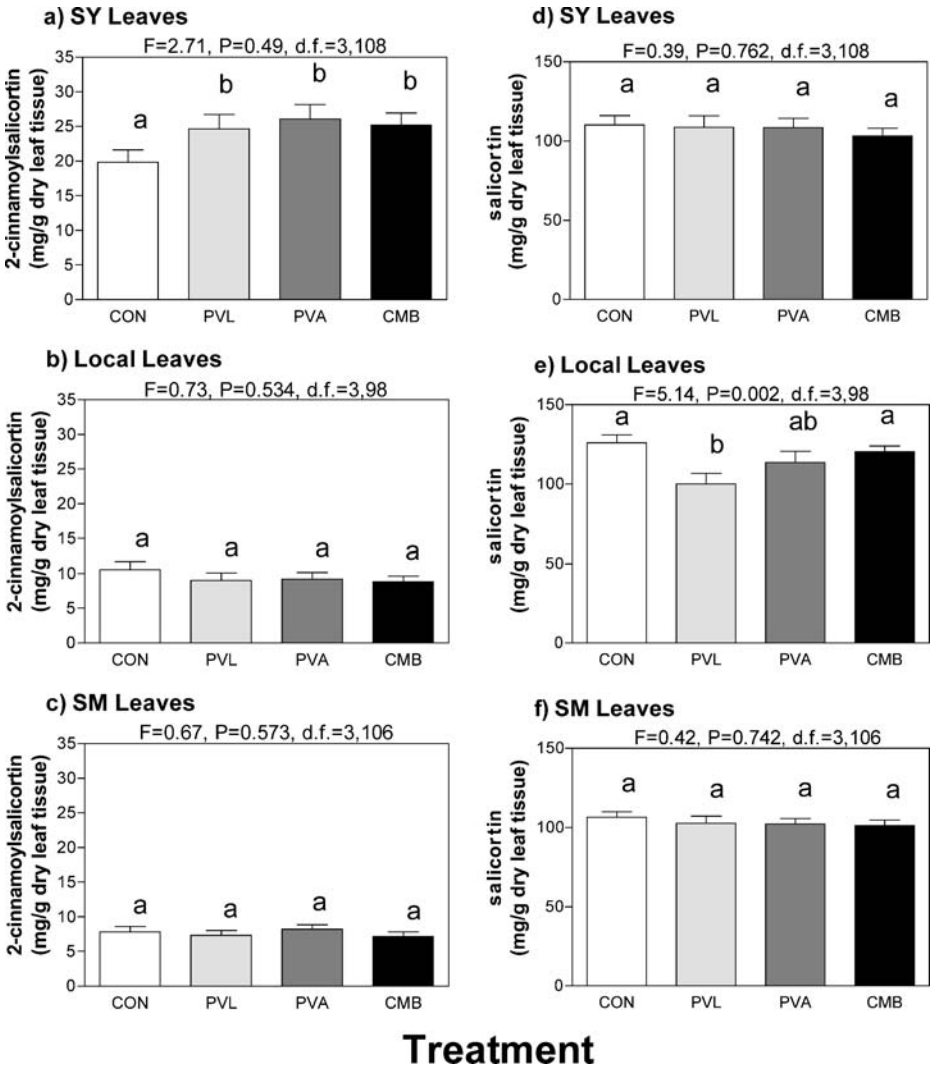 a) SY Leaves
F=2.71, P=0.49, d.f.=3,108
2-cinnamoylsalicortin
(mg/g dry leaf tissue)
35
30
25
20
15
10
5
0
a
b
b
b
CON PVL PVA CMB
b) Local Leaves
F=0.73, P=0.534, d.f.=3,98
2-cinnamoylsalicortin
(mg/g dry leaf tissue)
35
30
25
20
15
10
5
0
a
a
a
a
CON PVL PVA CMB
c) SM Leaves
F=0.67, P=0.573, d.f.=3,106
2-cinnamoylsalicortin
(mg/g dry leaf tissue)
35
30
25
20
15
10
5
0
a
a
a
a
CON PVL PVA CMB
d) SY Leaves
F=0.39, P=0.762, d.f.=3,108
salicortin
(mg/g dry leaf tissue)
150
100
50
0
a
a
a
a
CON PVL PVA CMB
e) Local Leaves
F=5.14, P=0.002, d.f.=3,98
salicortin
(mg/g dry leaf tissue)
150
100
50
0
a
b
ab
a
CON PVL PVA CMB
f) SM Leaves
F=0.42, P=0.742, d.f.=3,106
salicortin
(mg/g dry leaf tissue)
150
100
50
0
a
a
a
a
CON PVL PVA CMB
Treatment